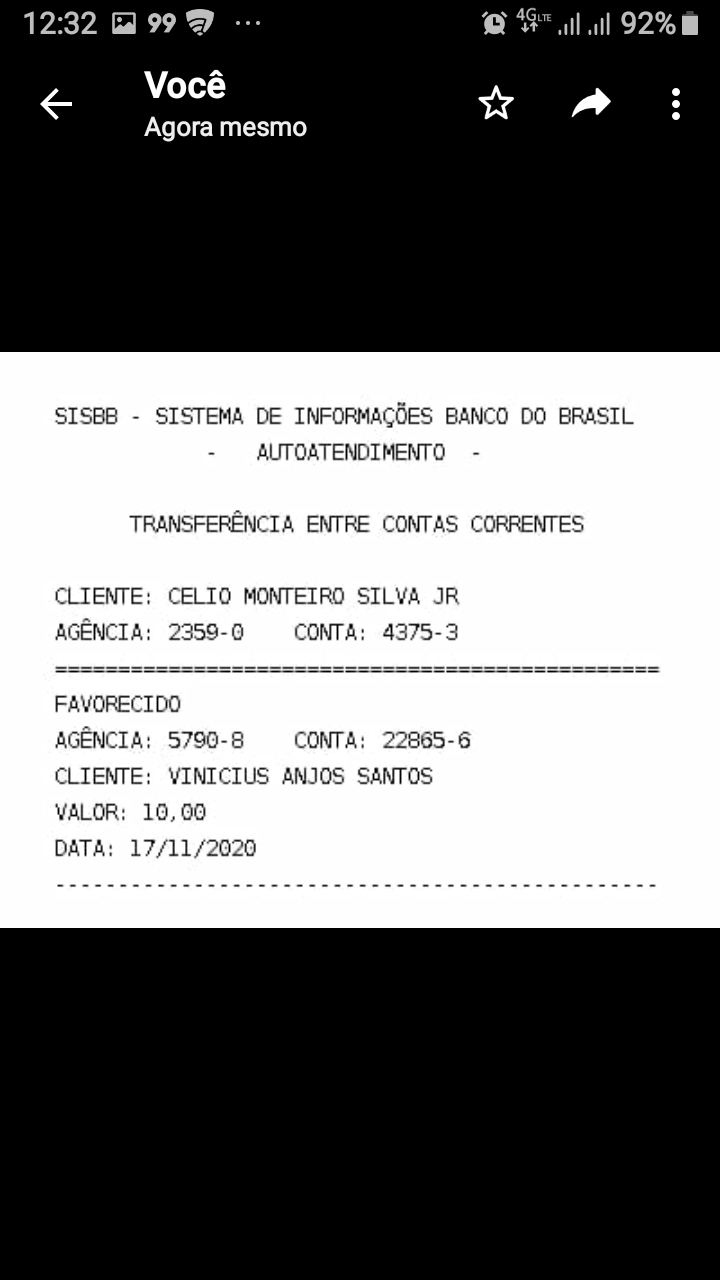 12:32 99 ... 4G LTE 92%
Você
Agora mesmo
SISBB - SISTEMA DE INFORMAÇÕES BANCO DO BRASIL
- AUTOATENDIMENTO -
TRANSFERÊNCIA ENTRE CONTAS CORRENTES
CLIENTE: CELIO MONTEIRO SILVA JR
AGÊNCIA: 2359-0 CONTA: 4375-3
================================================
FAVORECIDO
AGÊNCIA: 5790-8 CONTA: 22865-6
CLIENTE: VINICIUS ANJOS SANTOS
VALOR: 10,00
DATA: 17/11/2020
------------------------------------------------